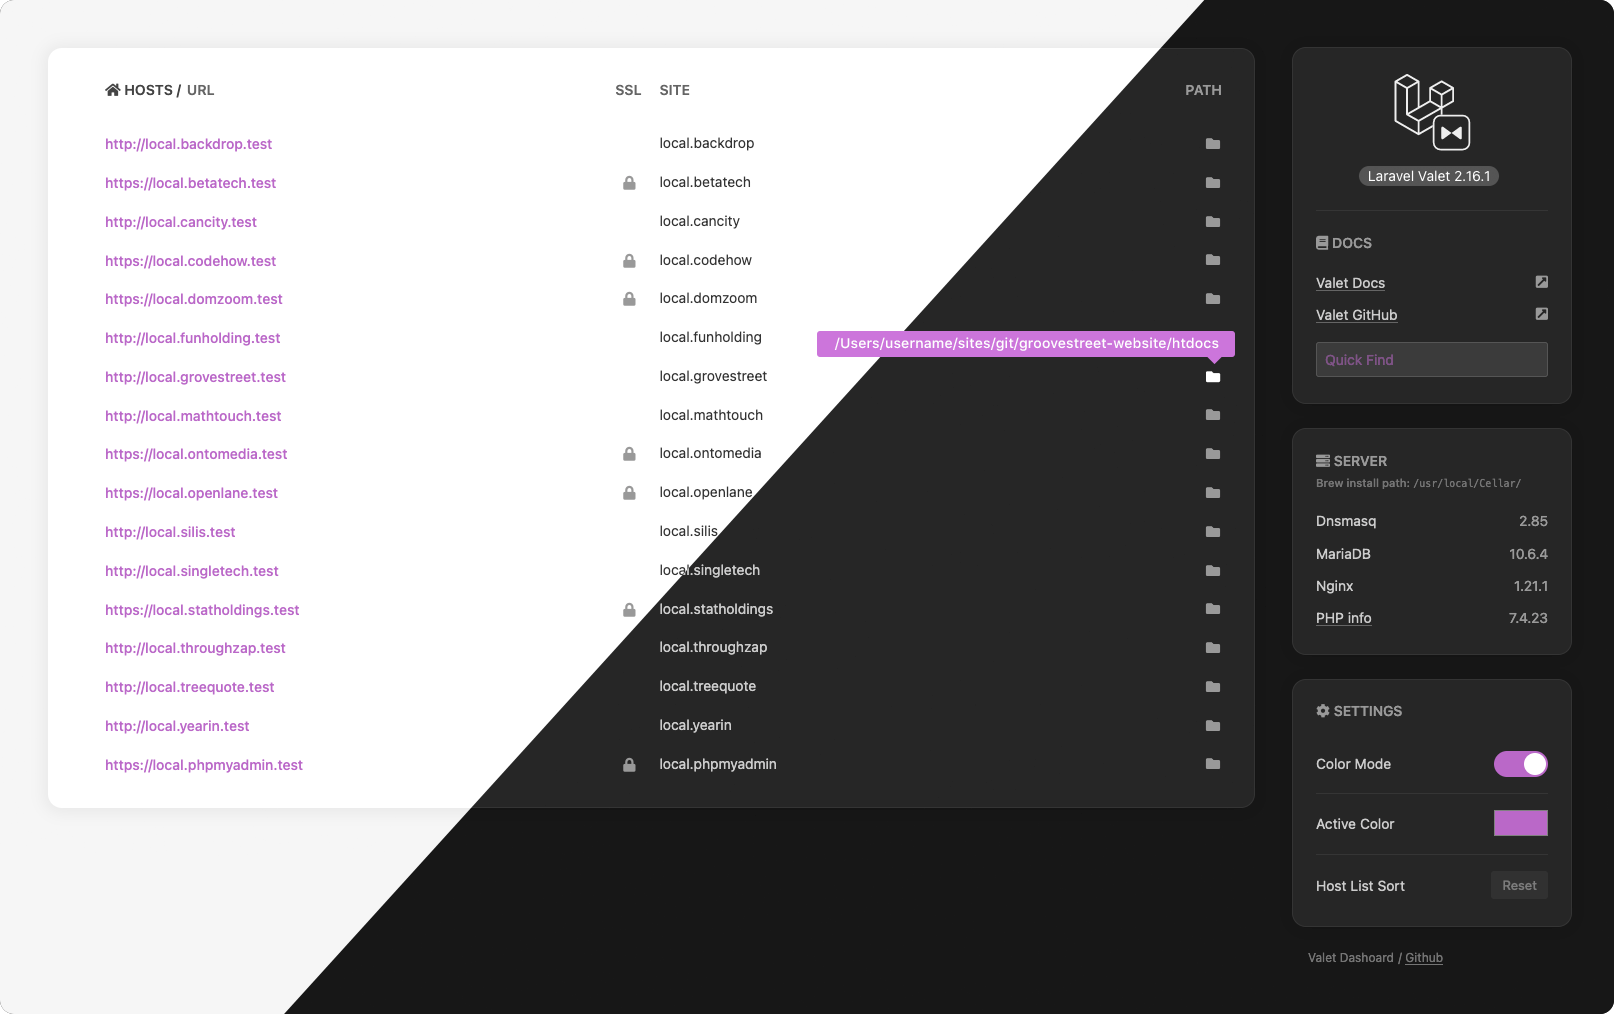 HOSTS / URL SSL SITE PATH
http://local.backdrop.test local.backdrop
https://local.betatech.test local.betatech
http://local.cancity.test local.cancity
https://local.codehow.test local.codehow
https://local.domzoom.test local.domzoom
http://local.funholding.test local.funholding
/Users/username/sites/git/groovestreet-website/htdocs
http://local.grovestreet.test local.grovestreet
http://local.mathtouch.test local.mathtouch
https://local.ontomedia.test local.ontomedia
https://local.openlane.test local.openlane
http://local.silis.test local.silis
http://local.singletech.test local.singletech
https://local.statholdings.test local.statholdings
http://local.throughzap.test local.throughzap
http://local.treequote.test local.treequote
http://local.yearin.test local.yearin
https://local.phpmyadmin.test local.phpmyadmin
Laravel Valet 2.16.1
DOCS
Valet Docs
Valet GitHub
Quick Find
SERVER
Brew install path: /usr/local/Cellar/
Dnsmasq 2.85
MariaDB 10.6.4
Nginx 1.21.1
PHP info 7.4.23
SETTINGS
Color Mode
Active Color
Host List Sort Reset
Valet Dashoard / Github